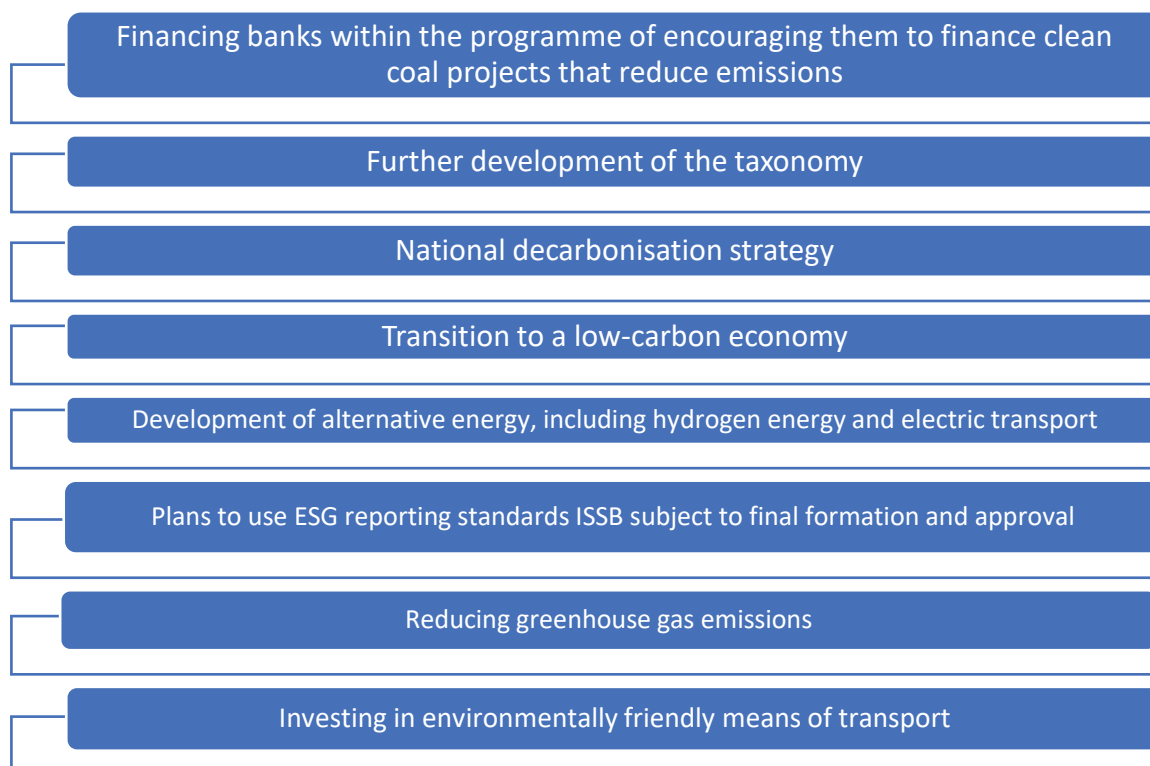 Financing banks within the programme of encouraging them to finance clean
coal projects that reduce emissions
Further development of the taxonomy
National decarbonisation strategy
Transition to a low-carbon economy
Development of alternative energy, including hydrogen energy and electric transport
Plans to use ESG reporting standards ISSB subject to final formation and approval
Reducing greenhouse gas emissions
Investing in environmentally friendly means of transport